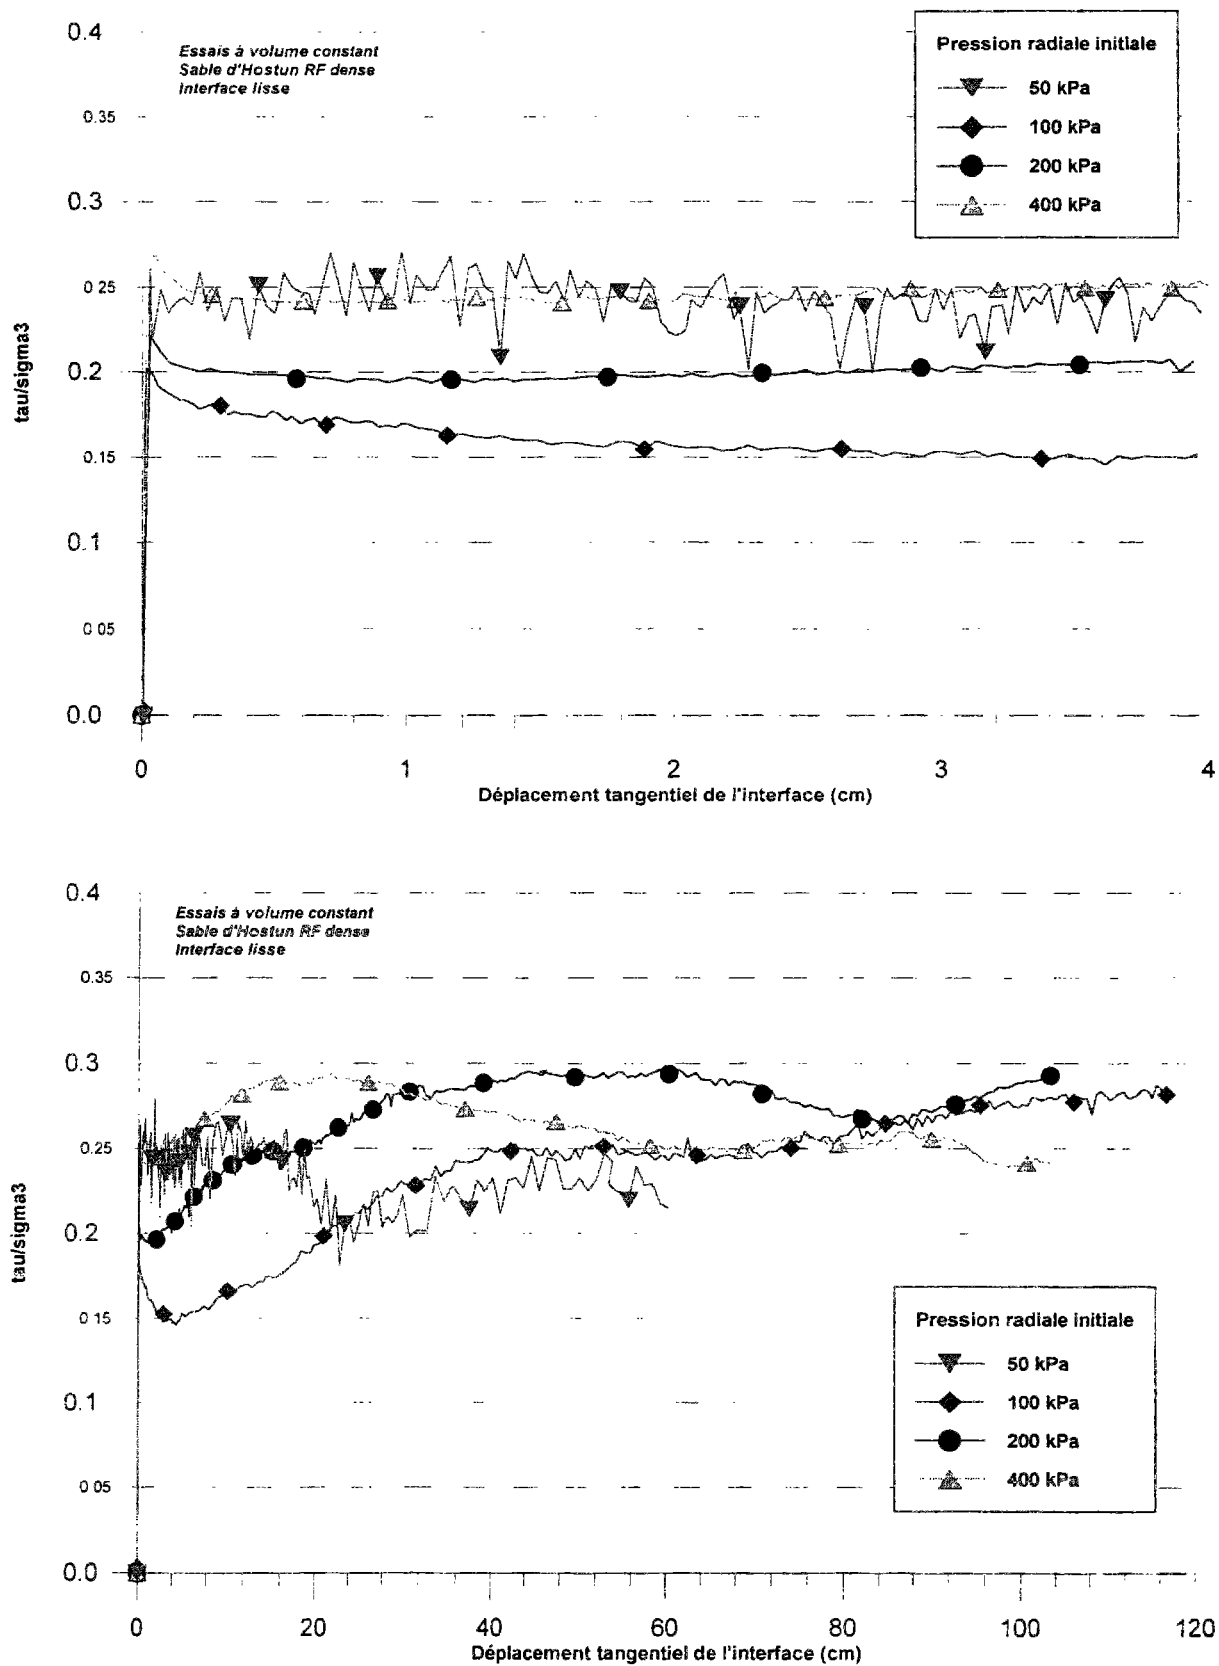 0.4
Essais à volume constant
Sable d'Hostun RF dense
Interface lisse
0.35
0.3
0.25
0.2
0.15
0.1
0.05
0.0
tau/sigma3
0 1 2 3 4
Déplacement tangentiel de l'interface (cm)
Pression radiale initiale
50 kPa
100 kPa
200 kPa
400 kPa
0.4
Essais à volume constant
Sable d'Hostun RF dense
Interface lisse
0.35
0.3
0.25
0.2
0.15
0.1
0.05
0.0
tau/sigma3
0 20 40 60 80 100 120
Déplacement tangentiel de l'interface (cm)
Pression radiale initiale
50 kPa
100 kPa
200 kPa
400 kPa